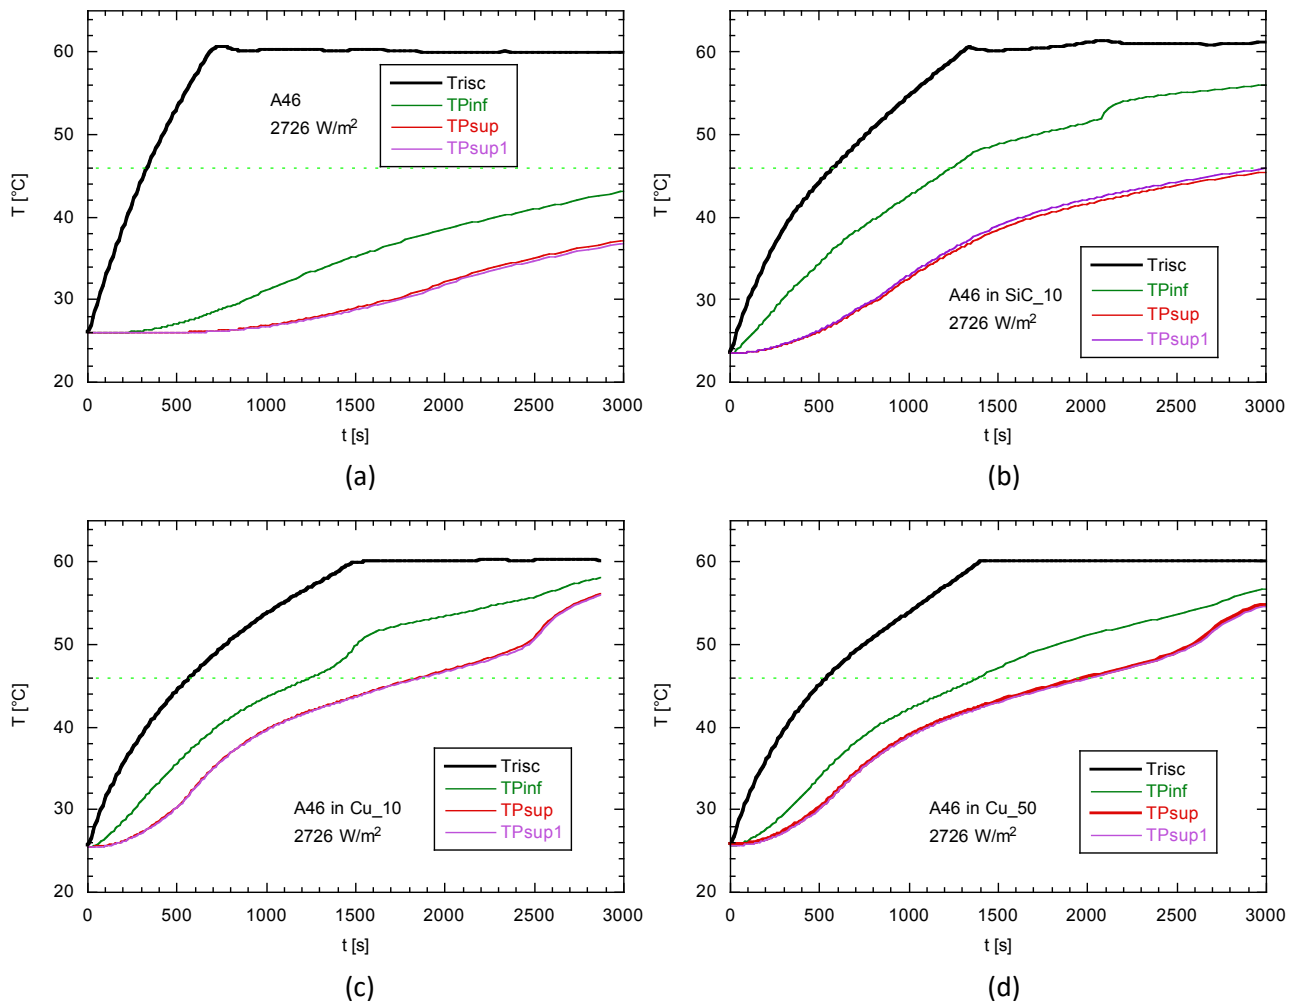 60
50
40
30
20
T [°C]
A46
2726 W/m²
Trisc
TPinf
TPsup
TPsup1
0 500 1000 1500 2000 2500 3000
t [s]
(a)
60
50
40
30
20
T [°C]
A46 in SiC_10
2726 W/m²
Trisc
TPinf
TPsup
TPsup1
0 500 1000 1500 2000 2500 3000
t [s]
(b)
60
50
40
30
20
T [°C]
A46 in Cu_10
2726 W/m²
Trisc
TPinf
TPsup
TPsup1
0 500 1000 1500 2000 2500 3000
t [s]
(c)
60
50
40
30
20
T [°C]
A46 in Cu_50
2726 W/m²
Trisc
TPinf
TPsup
TPsup1
0 500 1000 1500 2000 2500 3000
t [s]
(d)